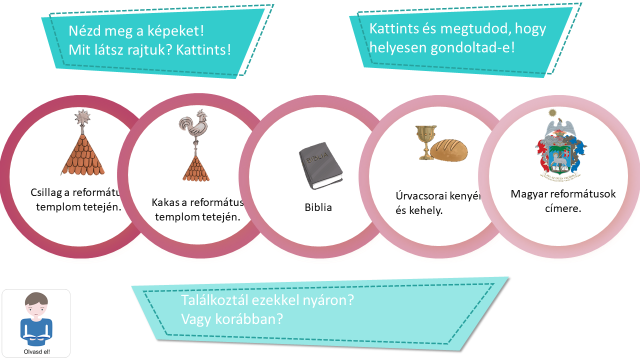 Nézd meg a képeket!
Mit látsz rajtuk? Kattints!
Kattints és megtudod, hogy
helyesen gondoltad-e!
Csillag a reformátu
templom tetején.
Kakas a református
templom tetején.
Biblia
Úrvacsorai kenyér
és kehely.
Magyar reformátusok
címere.
Találkoztál ezekkel nyáron?
Vagy korábban?
Olvasd el!